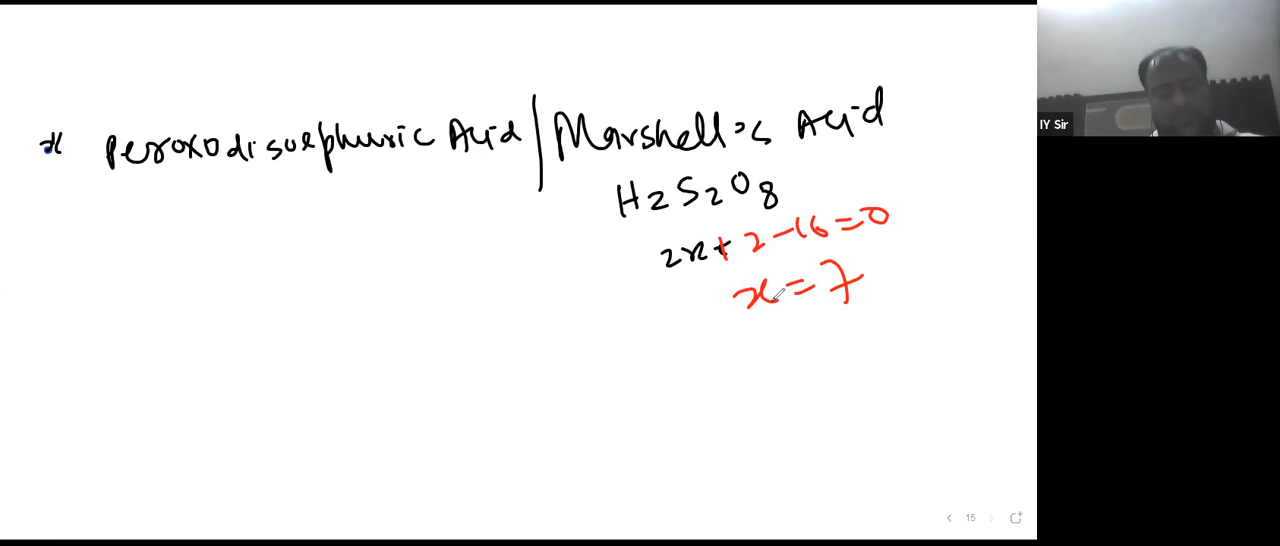 * Peroxodisulphuric Acid | Marshell's Acid
H2S2O8
2x + 2 - 16 = 0
x = 7
IY Sir
15